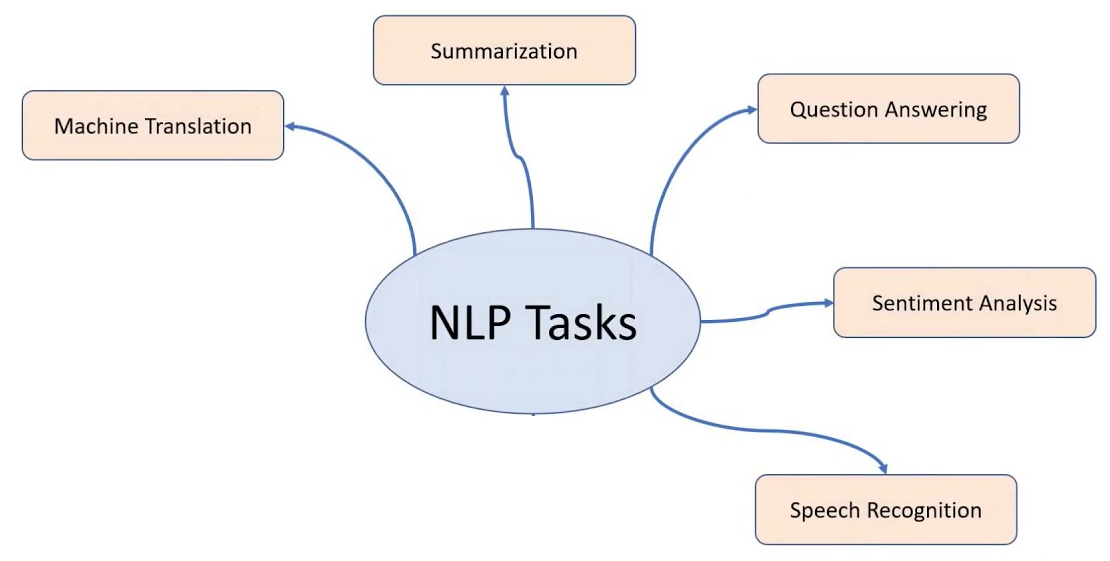 Summarization
Question Answering
Machine Translation
NLP Tasks
Sentiment Analysis
Speech Recognition